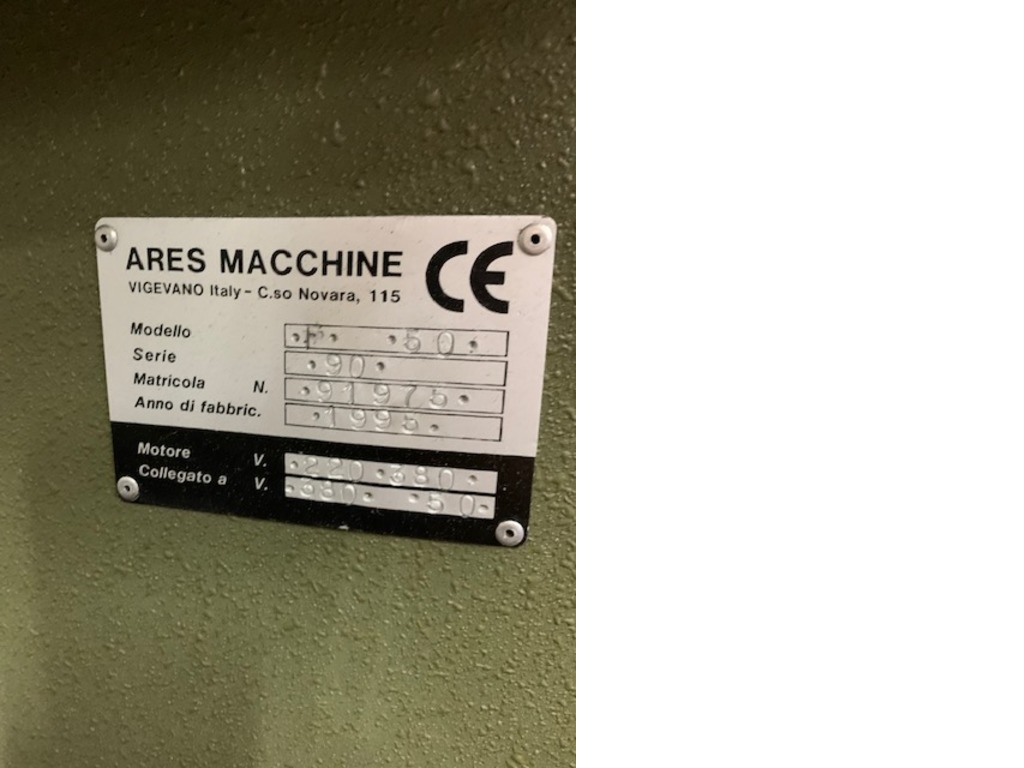 ARES MACCHINE CE
VIGEVANO Italy - C.so Novara, 115
Modello P 50
Serie 90
Matricola N. 91975
Anno di fabbric. 1995
Motore V. 220 380
Collegato a V. 380 50